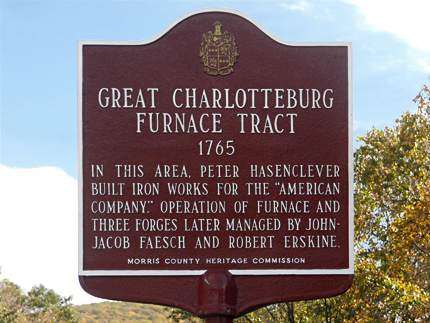 GREAT CHARLOTTEBURG
FURNACE TRACT
1765
IN THIS AREA, PETER HASENCLEVER
BUILT IRON WORKS FOR THE "AMERICAN
COMPANY." OPERATION OF FURNACE AND
THREE FORGES LATER MANAGED BY JOHN-
JACOB FAESCH AND ROBERT ERSKINE.
MORRIS COUNTY HERITAGE COMMISSION